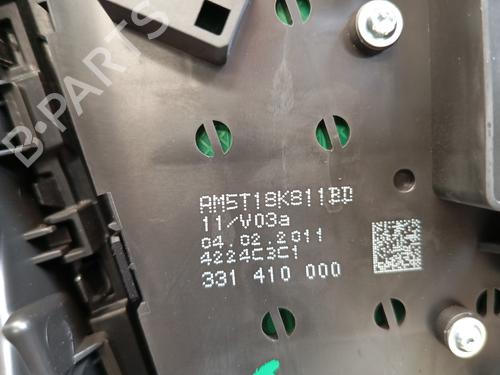 B-PARTS
AM5T18K811BD
11/V03a
04.02.2011
4224C3C1
331 410 000